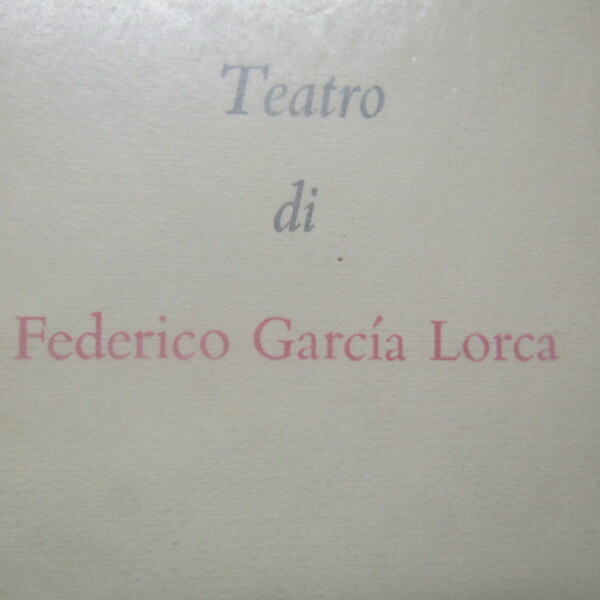 Teatro
di
Federico García Lorca